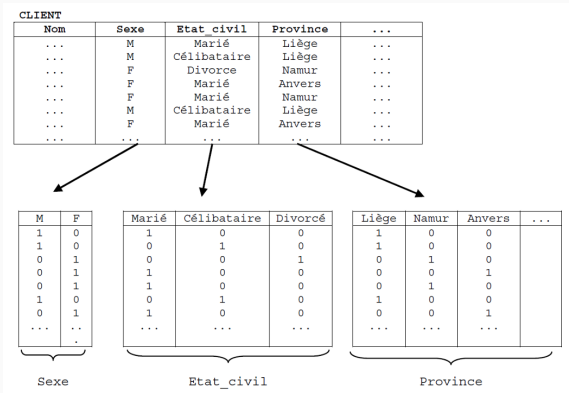 CLIENT
Nom Sexe Etat_civil Province ...
... M Marié Liège ...
... M Célibataire Liège ...
... F Divorce Namur ...
... F Marié Anvers ...
... F Marié Namur ...
... M Célibataire Liège ...
... F Marié Anvers ...
... ... ... ... ...
M F Marié Célibataire Divorcé Liège Namur Anvers ...
1 0 1 0 0 1 0 0
1 0 0 1 0 1 0 0
0 1 0 0 1 0 1 0
0 1 1 0 0 0 0 1
0 1 1 0 0 0 1 0
1 0 0 1 0 1 0 0
0 1 1 0 0 0 0 1
... ... ... ... ... ... ... ...
Sexe Etat_civil Province